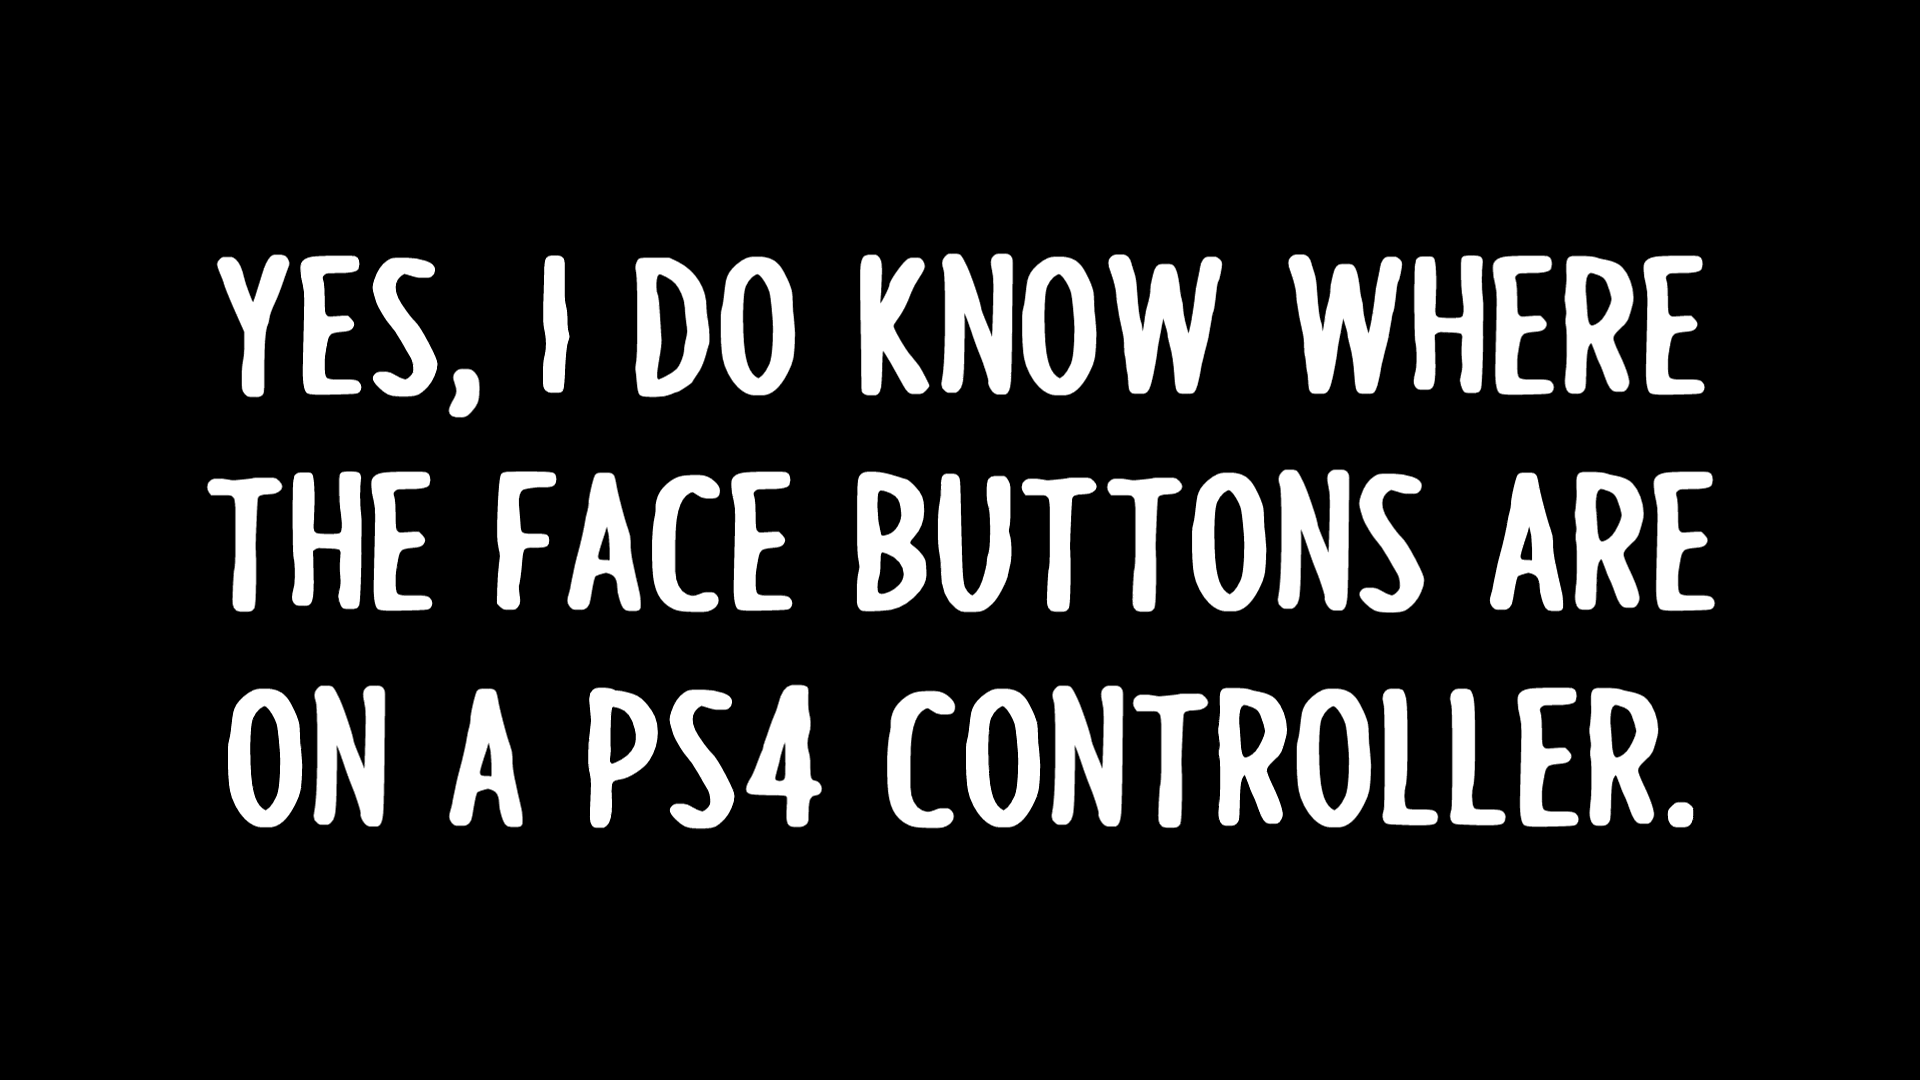 YES, I DO KNOW WHERE
THE FACE BUTTONS ARE
ON A PS4 CONTROLLER.